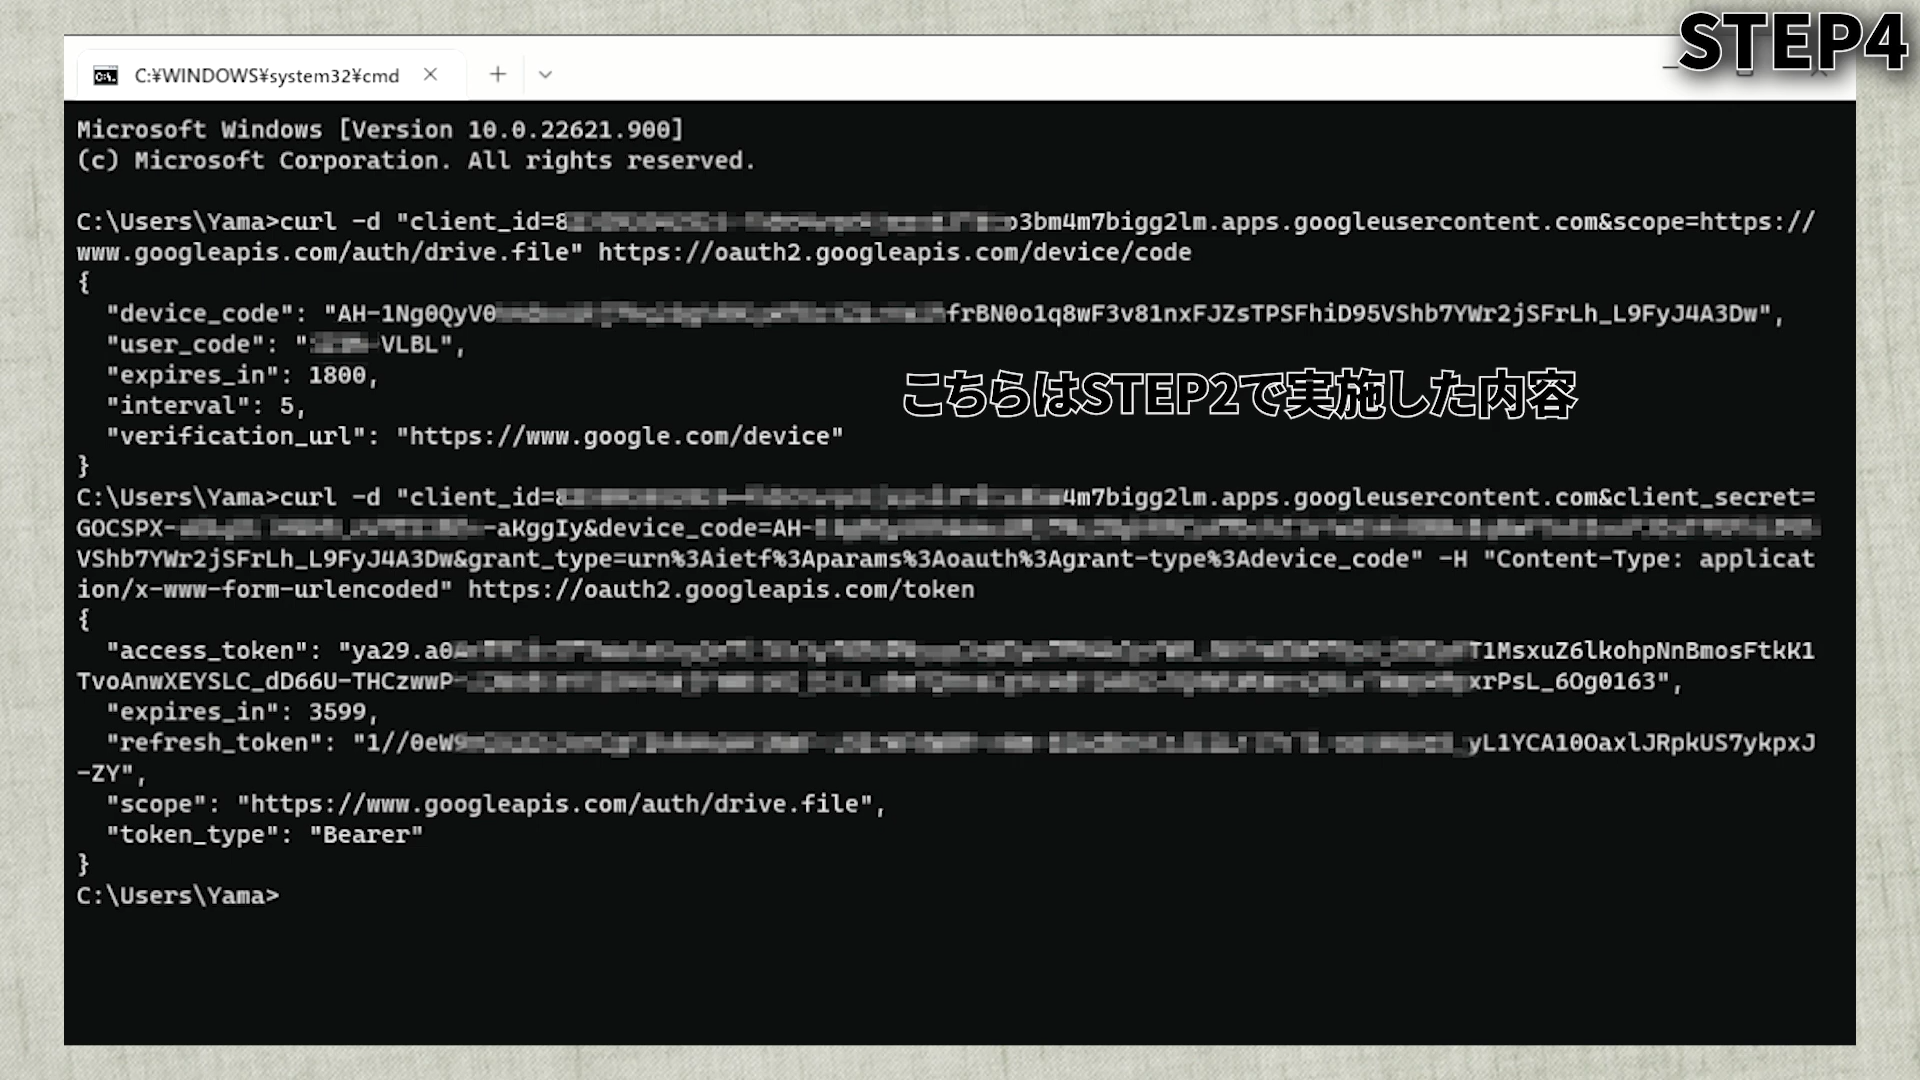 STEP4
C:¥WINDOWS¥system32¥cmd
Microsoft Windows [Version 10.0.22621.900]
(c) Microsoft Corporation. All rights reserved.
C:\Users\Yama>curl -d "client_id=8 o3bm4m7bigg2lm.apps.googleusercontent.com&scope=https://
www.googleapis.com/auth/drive.file" https://oauth2.googleapis.com/device/code
{
"device_code": "AH-1Ng0QyV0 frBN0o1q8wF3v81nxFJZsTPSFhiD95VShb7YWr2jSFrLh_L9FyJ4A3Dw",
"user_code": " -VLBL",
"expires_in": 1800,
こちらはSTEP2で実施した内容
"interval": 5,
"verification_url": "https://www.google.com/device"
}
C:\Users\Yama>curl -d "client_id=8 4m7bigg2lm.apps.googleusercontent.com&client_secret=
GOCSPX- -aKggIy&device_code=AH-
VShb7YWr2jSFrLh_L9FyJ4A3Dw&grant_type=urn%3Aietf%3Aparams%3Aoauth%3Agrant-type%3Adevice_code" -H "Content-Type: applicat
ion/x-www-form-urlencoded" https://oauth2.googleapis.com/token
{
"access_token": "ya29.a0A T1MsxuZ6lkohpNnBmosFtkK1
TvoAnwXEYSLC_dD66U-THCzwwP- xrPsL_6Og0163",
"expires_in": 3599,
"refresh_token": "1//0eW9 _yL1YCA10OaxlJRpkUS7ykpxJ
-ZY",
"scope": "https://www.googleapis.com/auth/drive.file",
"token_type": "Bearer"
}
C:\Users\Yama>